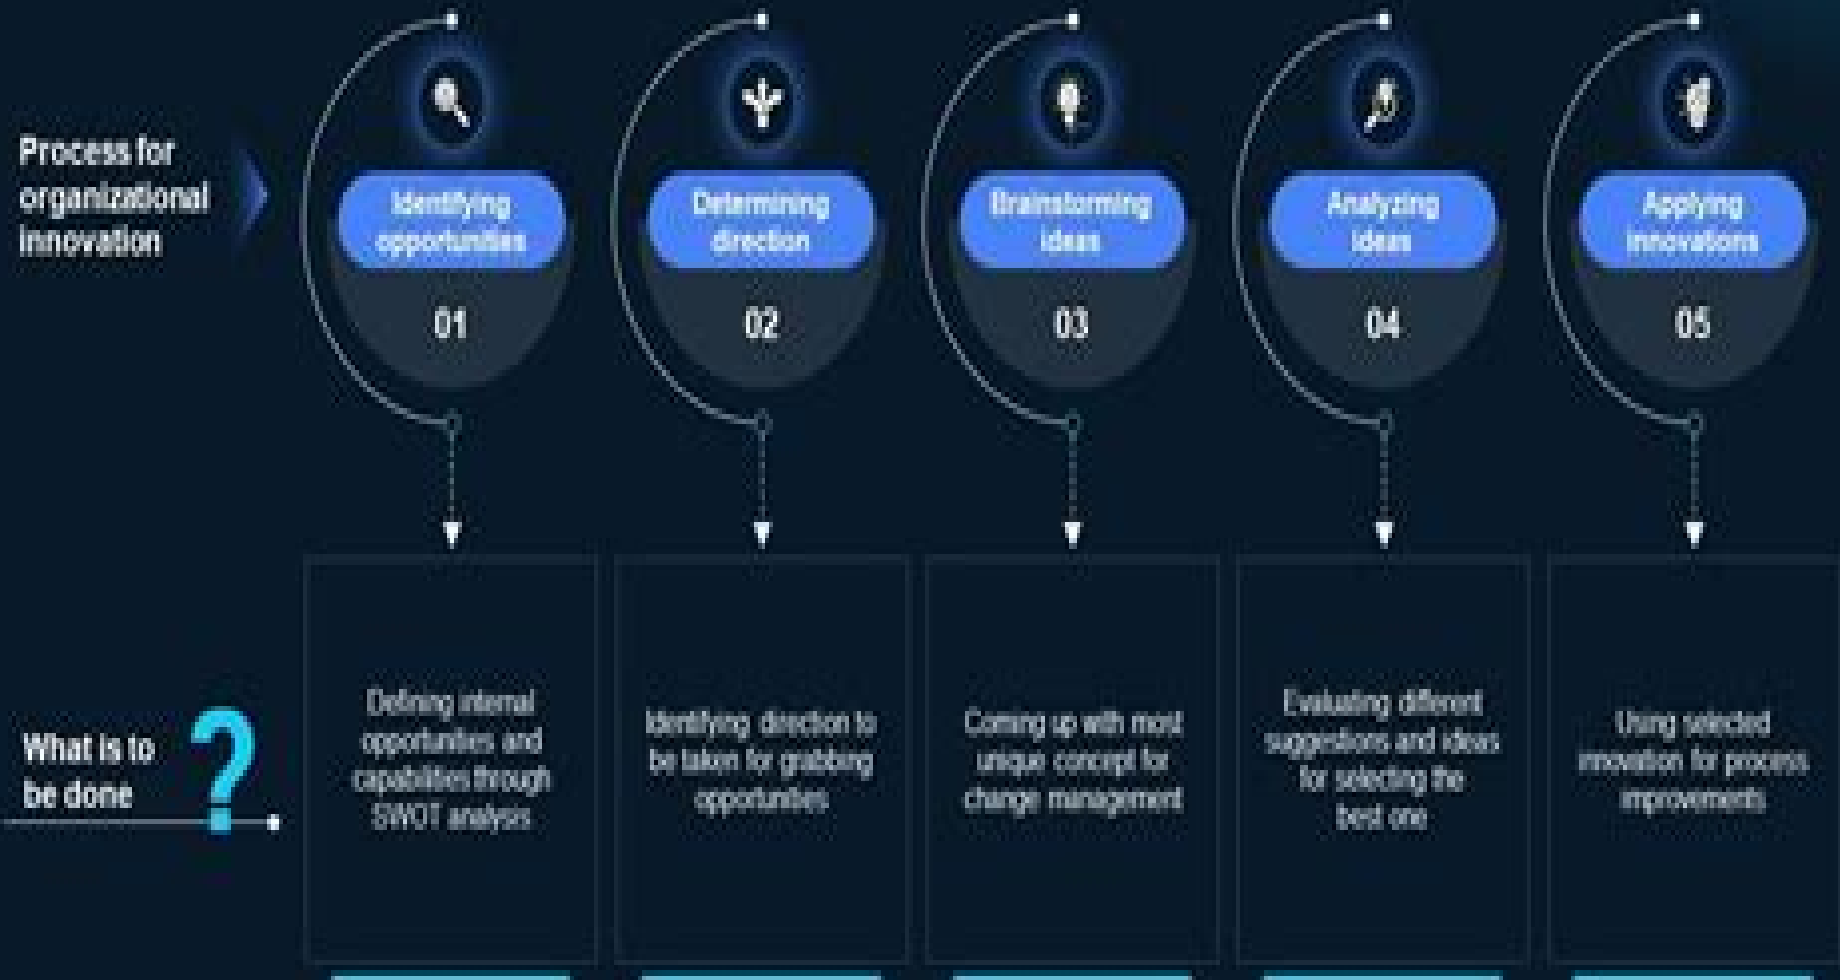 Process for
organizational
innovation
Identifying
opportunities
01
Determining
direction
02
Brainstorming
ideas
03
Analyzing
ideas
04
Applying
innovations
05
What is to
be done
?
Defining internal
opportunities and
capabilities through
SWOT analysis
Identifying direction to
be taken for grabbing
opportunities
Coming up with most
unique concept for
change management
Evaluating different
suggestions and ideas
for selecting the
best one
Using selected
innovation for process
improvements